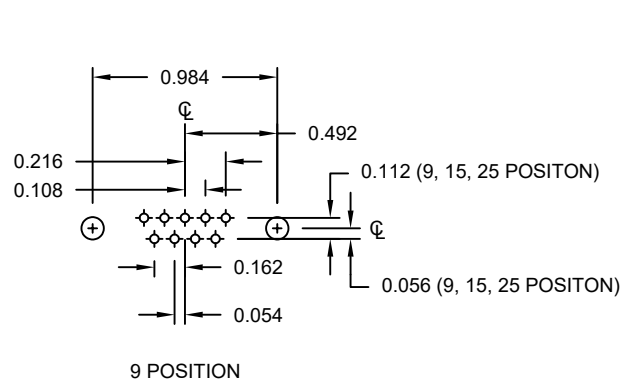 0.984
℄
0.492
0.216
0.112 (9, 15, 25 POSITON)
0.108
℄
0.162
0.056 (9, 15, 25 POSITON)
0.054
9 POSITION